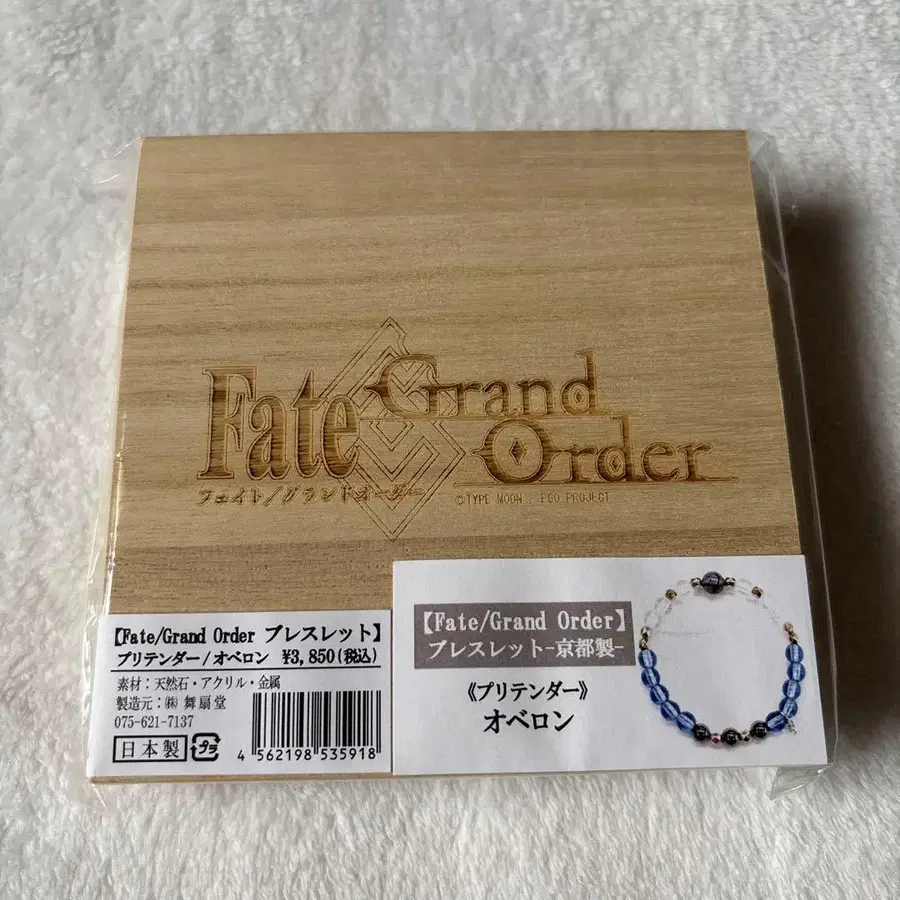 Fate/Grand Order
フェイト/グランドオーダー
©TYPE MOON / FGO PROJECT
【Fate/Grand Order ブレスレット】
プリテンダー/オベロン ¥3,850(税込)
素材:天然石・アクリル・金属
製造元:㈱ 舞扇堂
075-621-7137
日本製
プラ
4 562198 535918
【Fate/Grand Order】
ブレスレット-京都製-
《プリテンダー》
オベロン